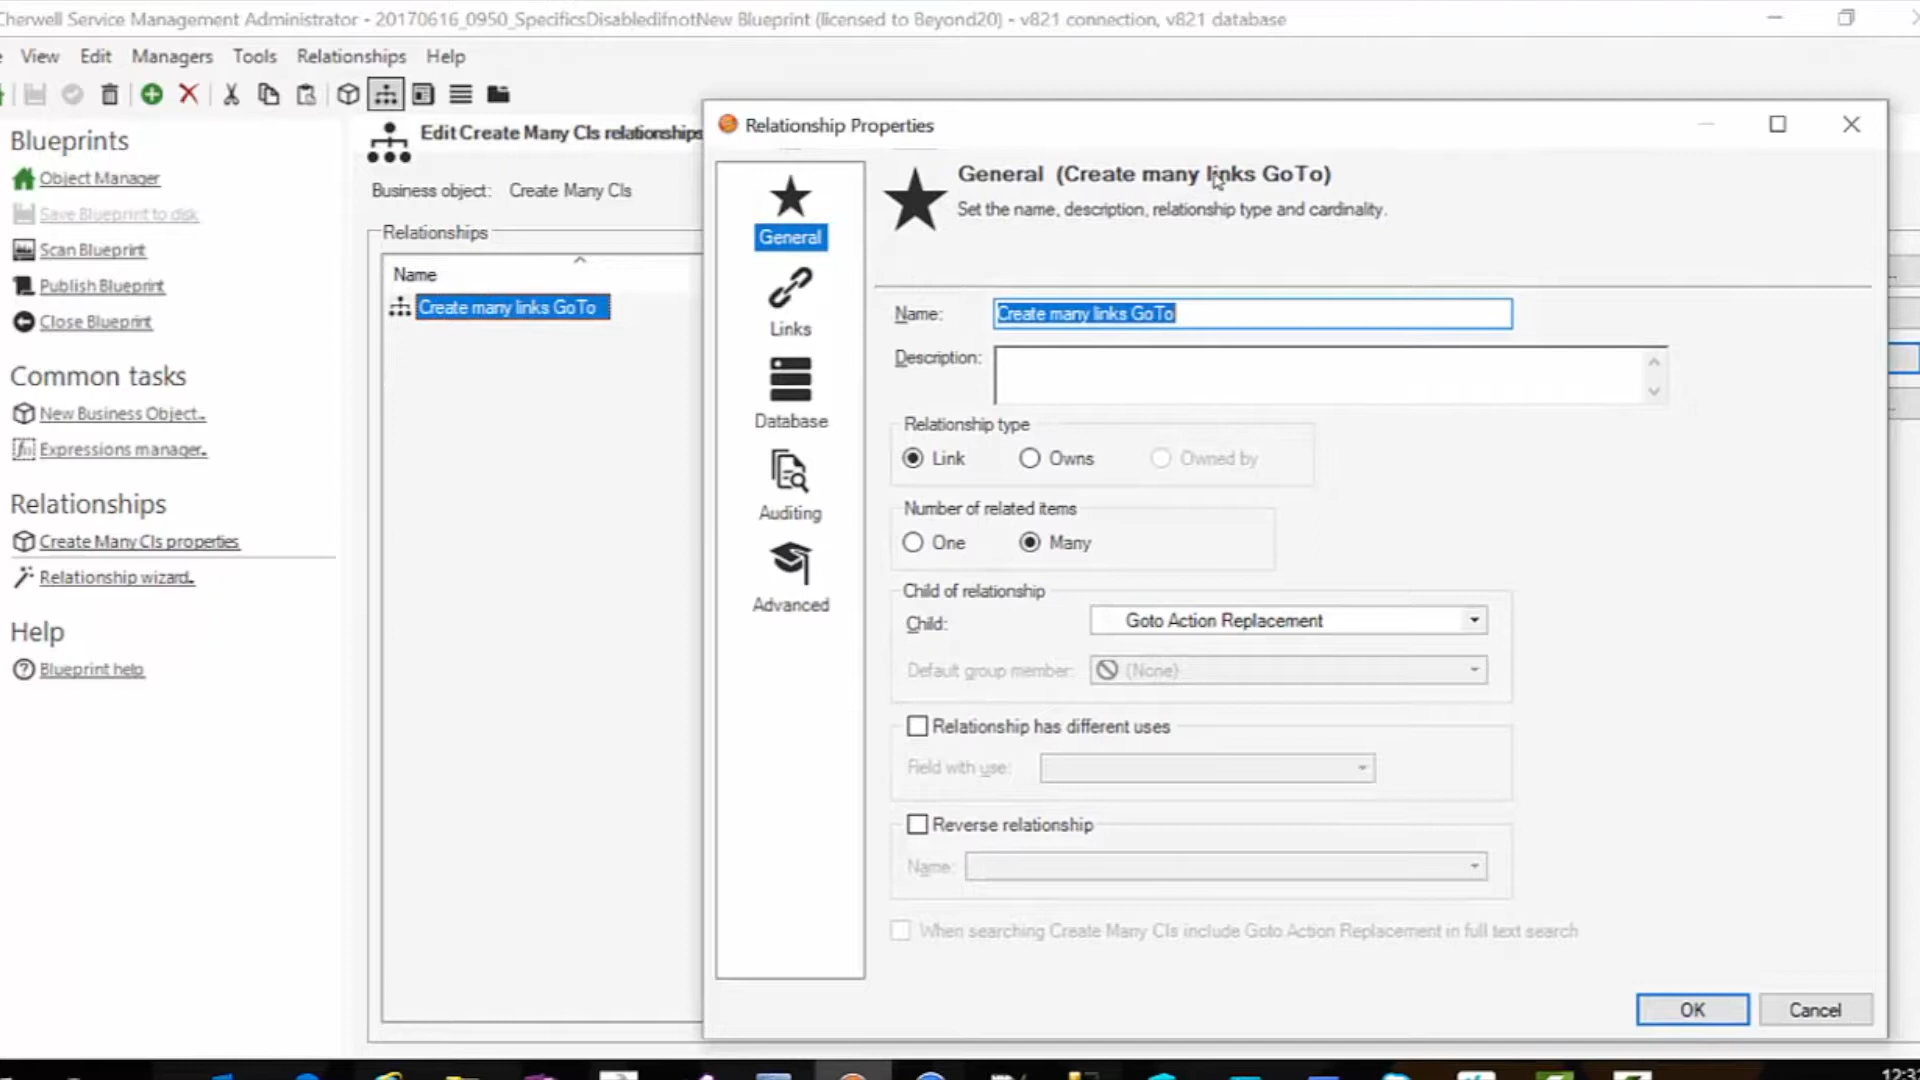 Cherwell Service Management Administrator - 20170616_0950_SpecificsDisabledifnotNew Blueprint (licensed to Beyond20) - v821 connection, v821 database
View Edit Managers Tools Relationships Help
Blueprints
Object Manager
Save Blueprint to disk
Scan Blueprint
Publish Blueprint
Close Blueprint
Common tasks
New Business Object...
Expressions manager...
Relationships
Create Many CIs properties
Relationship wizard...
Help
Blueprint help
Edit Create Many CIs relationships
Business object: Create Many CIs
Relationships
Name
Create many links GoTo
Relationship Properties
General
Links
Database
Auditing
Advanced
General (Create many links GoTo)
Set the name, description, relationship type and cardinality.
Name: Create many links GoTo
Description:
Relationship type
Link Owns Owned by
Number of related items
One Many
Child of relationship
Child: Goto Action Replacement
Default group member: (None)
Relationship has different uses
Field with use:
Reverse relationship
Name:
When searching Create Many CIs include Goto Action Replacement in full text search
OK Cancel